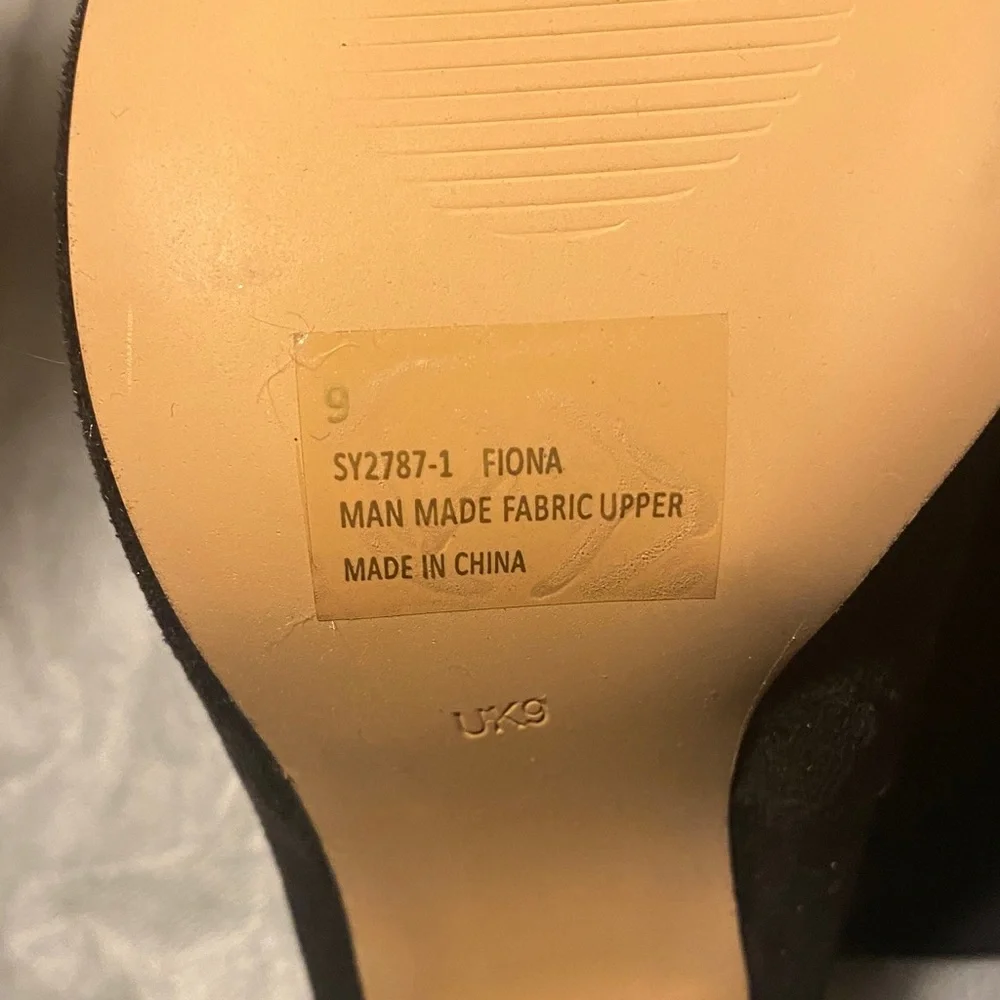 9
SY2787-1 FIONA
MAN MADE FABRIC UPPER
MADE IN CHINA
UK9